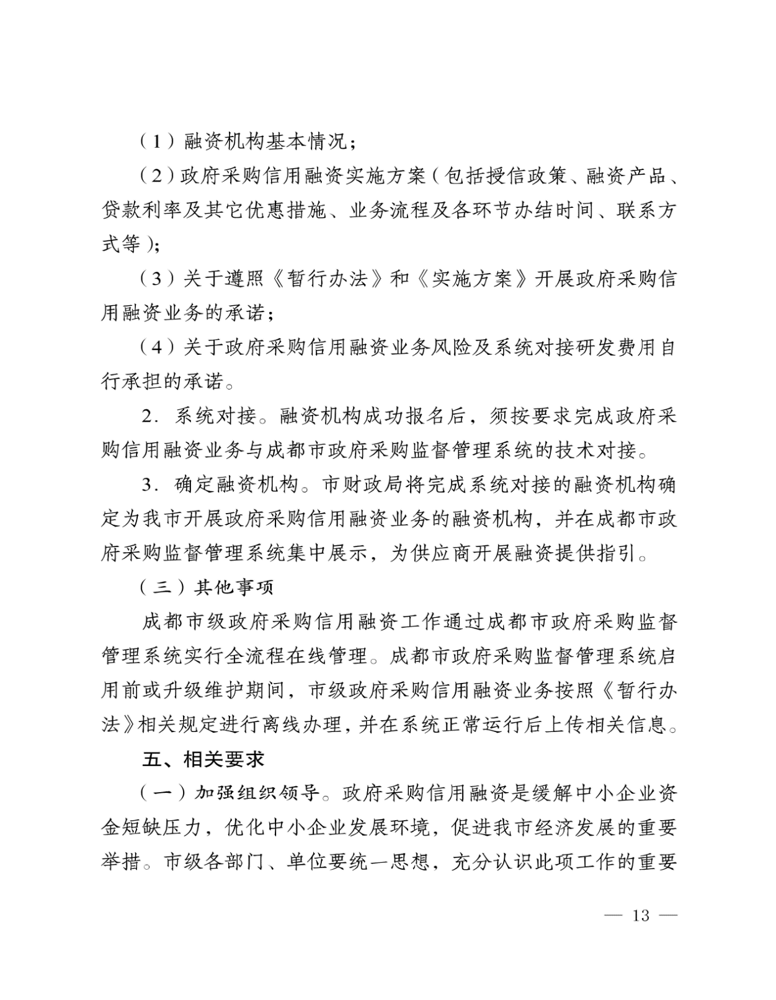 （1）融资机构基本情况；
（2）政府采购信用融资实施方案（包括授信政策、融资产品、
贷款利率及其它优惠措施、业务流程及各环节办结时间、联系方
式等）；
（3）关于遵照《暂行办法》和《实施方案》开展政府采购信
用融资业务的承诺；
（4）关于政府采购信用融资业务风险及系统对接研发费用自
行承担的承诺。
2．系统对接。融资机构成功报名后，须按要求完成政府采
购信用融资业务与成都市政府采购监督管理系统的技术对接。
3．确定融资机构。市财政局将完成系统对接的融资机构确
定为我市开展政府采购信用融资业务的融资机构，并在成都市政
府采购监督管理系统集中展示，为供应商开展融资提供指引。
（三）其他事项
成都市级政府采购信用融资工作通过成都市政府采购监督
管理系统实行全流程在线管理。成都市政府采购监督管理系统启
用前或升级维护期间，市级政府采购信用融资业务按照《暂行办
法》相关规定进行离线办理，并在系统正常运行后上传相关信息。
五、相关要求
（一）加强组织领导。政府采购信用融资是缓解中小企业资
金短缺压力，优化中小企业发展环境，促进我市经济发展的重要
举措。市级各部门、单位要统一思想，充分认识此项工作的重要
— 13 —